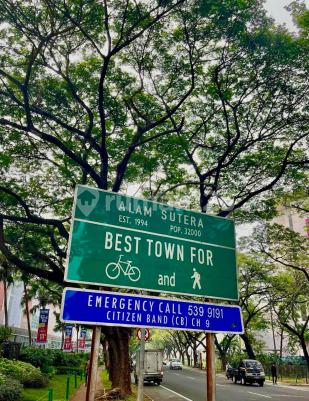 ALAM SUTERA
EST. 1994 POP. 32000
BEST TOWN FOR
and
EMERGENCY CALL 539 9191
CITIZEN BAND (CB) CH 9